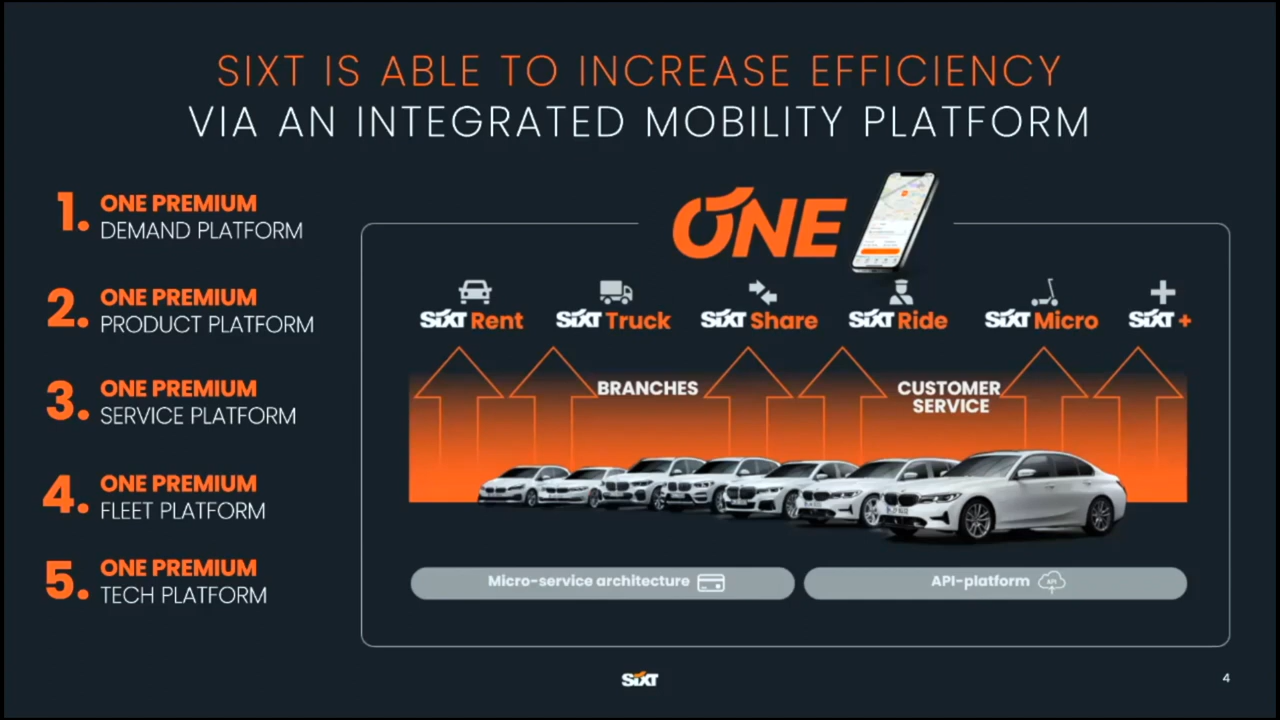 SIXT IS ABLE TO INCREASE EFFICIENCY
VIA AN INTEGRATED MOBILITY PLATFORM
1. ONE PREMIUM
DEMAND PLATFORM
2. ONE PREMIUM
PRODUCT PLATFORM
3. ONE PREMIUM
SERVICE PLATFORM
4. ONE PREMIUM
FLEET PLATFORM
5. ONE PREMIUM
TECH PLATFORM
ONE
SIXT Rent
SIXT Truck
SIXT Share
SIXT Ride
SIXT Micro
SIXT +
BRANCHES
CUSTOMER
SERVICE
Micro-service architecture
API-platform
API
SIXT
4